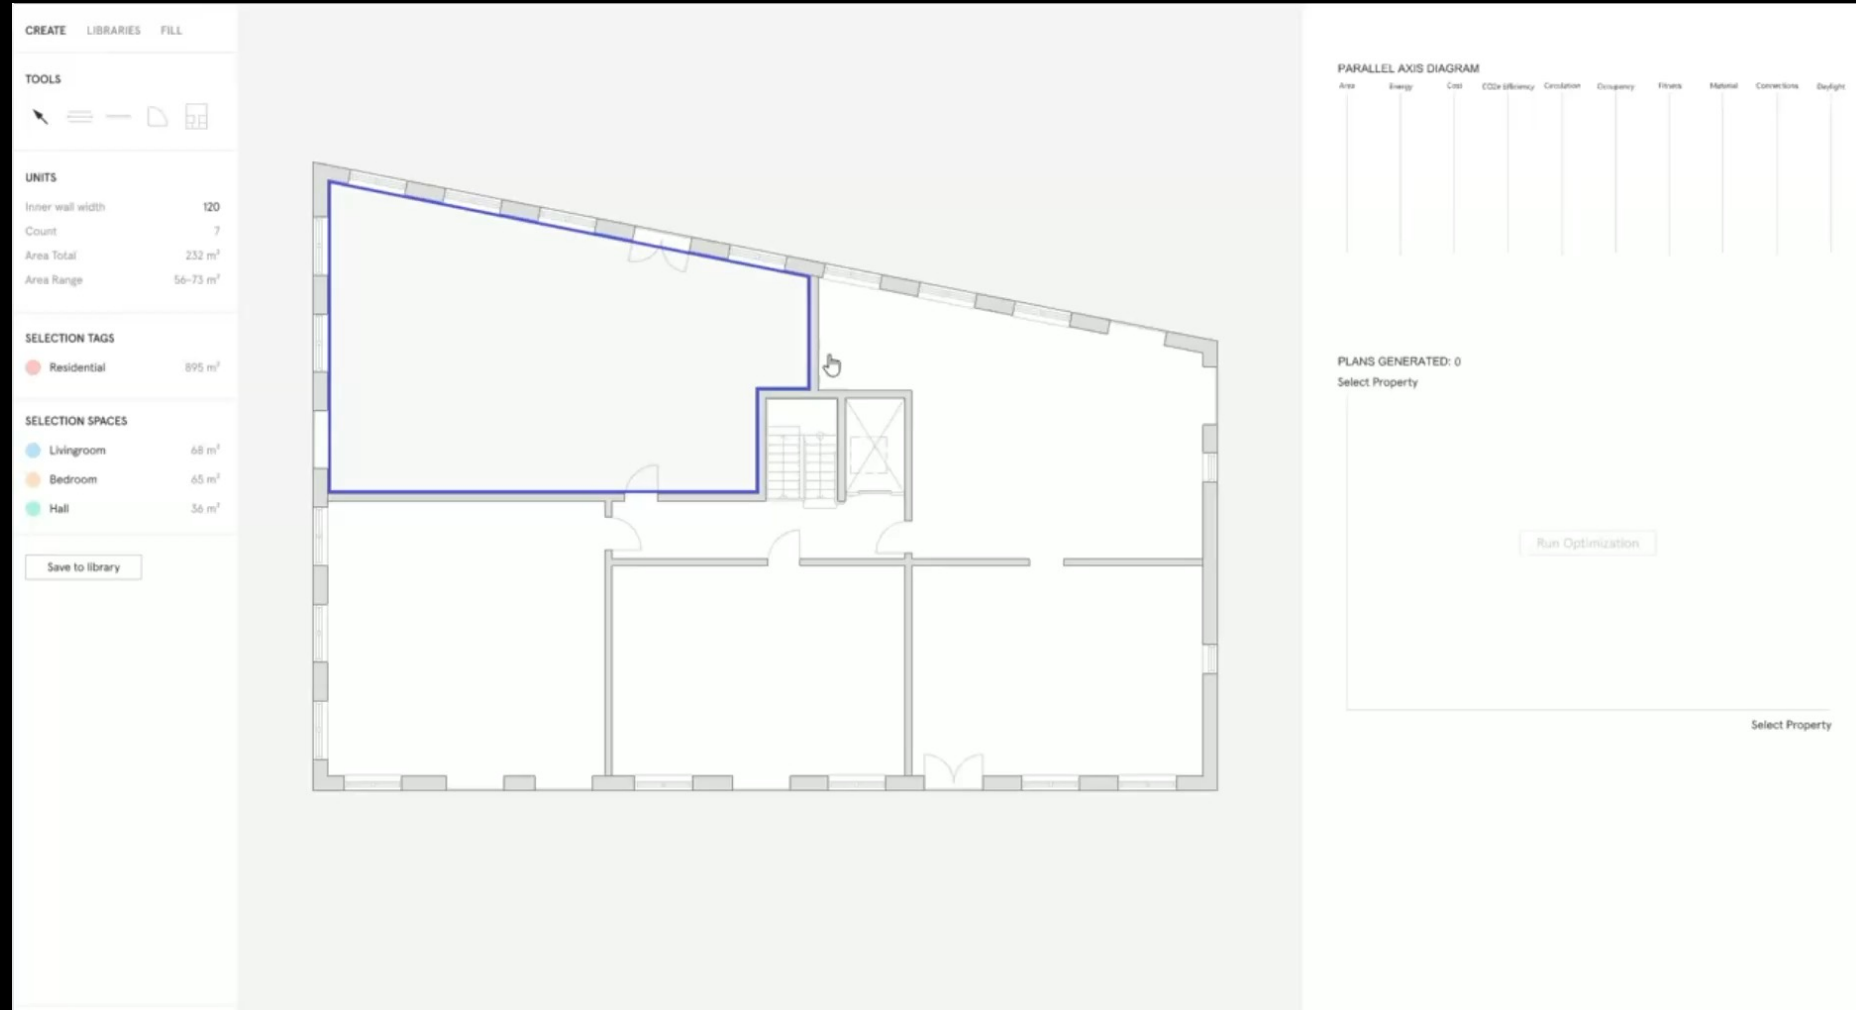 CREATE LIBRARIES FILL
TOOLS
UNITS
Inner wall width 120
Count 7
Area Total 232 m²
Area Range 56-73 m²
SELECTION TAGS
Residential 895 m²
SELECTION SPACES
Livingroom 68 m²
Bedroom 65 m²
Hall 36 m²
Save to library
PARALLEL AXIS DIAGRAM
Area Energy Cost CO2e Efficiency Circulation Occupancy Fitness Material Connections Daylight
PLANS GENERATED: 0
Select Property
Run Optimization
Select Property